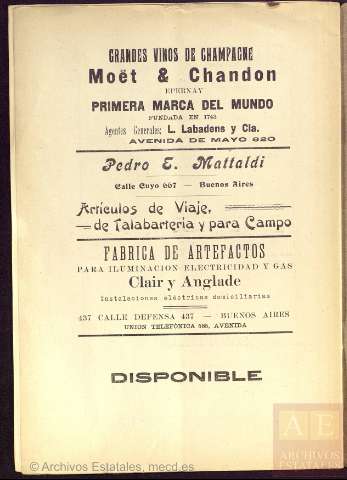 GRANDES VINOS DE CHAMPAGNE
Moët & Chandon
EPERNAY
PRIMERA MARCA DEL MUNDO
FUNDADA EN 1743
Agentes Generales: L. Labadens y Cía.
AVENIDA DE MAYO 620
Pedro E. Mattaldi
Calle Cuyo 667 — Buenos Aires
Artículos de Viaje,
de Talabartería y para Campo
FABRICA DE ARTEFACTOS
PARA ILUMINACION ELECTRICIDAD Y GAS
Clair y Anglade
instalaciones eléctricas domiciliarias
437 CALLE DEFENSA 437 — BUENOS AIRES
UNION TELEFÓNICA 585, AVENIDA
DISPONIBLE
AE
ARCHIVOS
ESTATALES
© Archivos Estatales, mecd.es